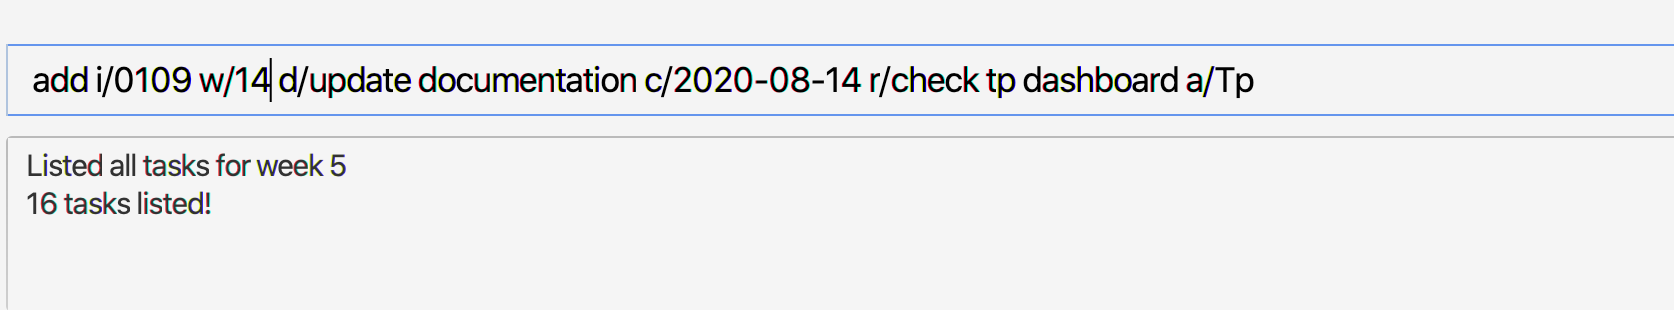 add i/0109 w/14 d/update documentation c/2020-08-14 r/check tp dashboard a/Tp
Listed all tasks for week 5
16 tasks listed!